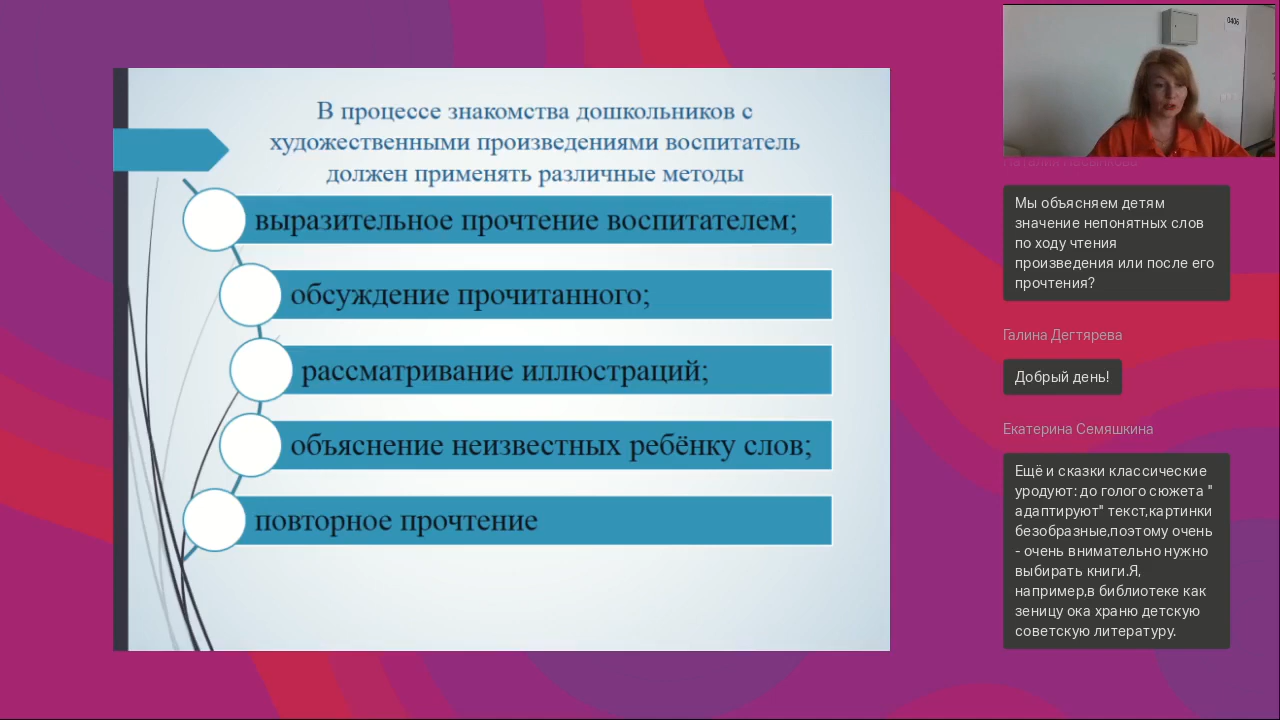 В процессе знакомства дошкольников с
художественными произведениями воспитатель
должен применять различные методы
выразительное прочтение воспитателем;
обсуждение прочитанного;
рассматривание иллюстраций;
объяснение неизвестных ребёнку слов;
повторное прочтение
0406
Мы объясняем детям
значение непонятных слов
по ходу чтения
произведения или после его
прочтения?
Галина Дегтярева
Добрый день!
Екатерина Семяшкина
Ещё и сказки классические
уродуют: до голого сюжета "
адаптируют" текст,картинки
безобразные,поэтому очень
- очень внимательно нужно
выбирать книги.Я,
например,в библиотеке как
зеницу ока храню детскую
советскую литературу.